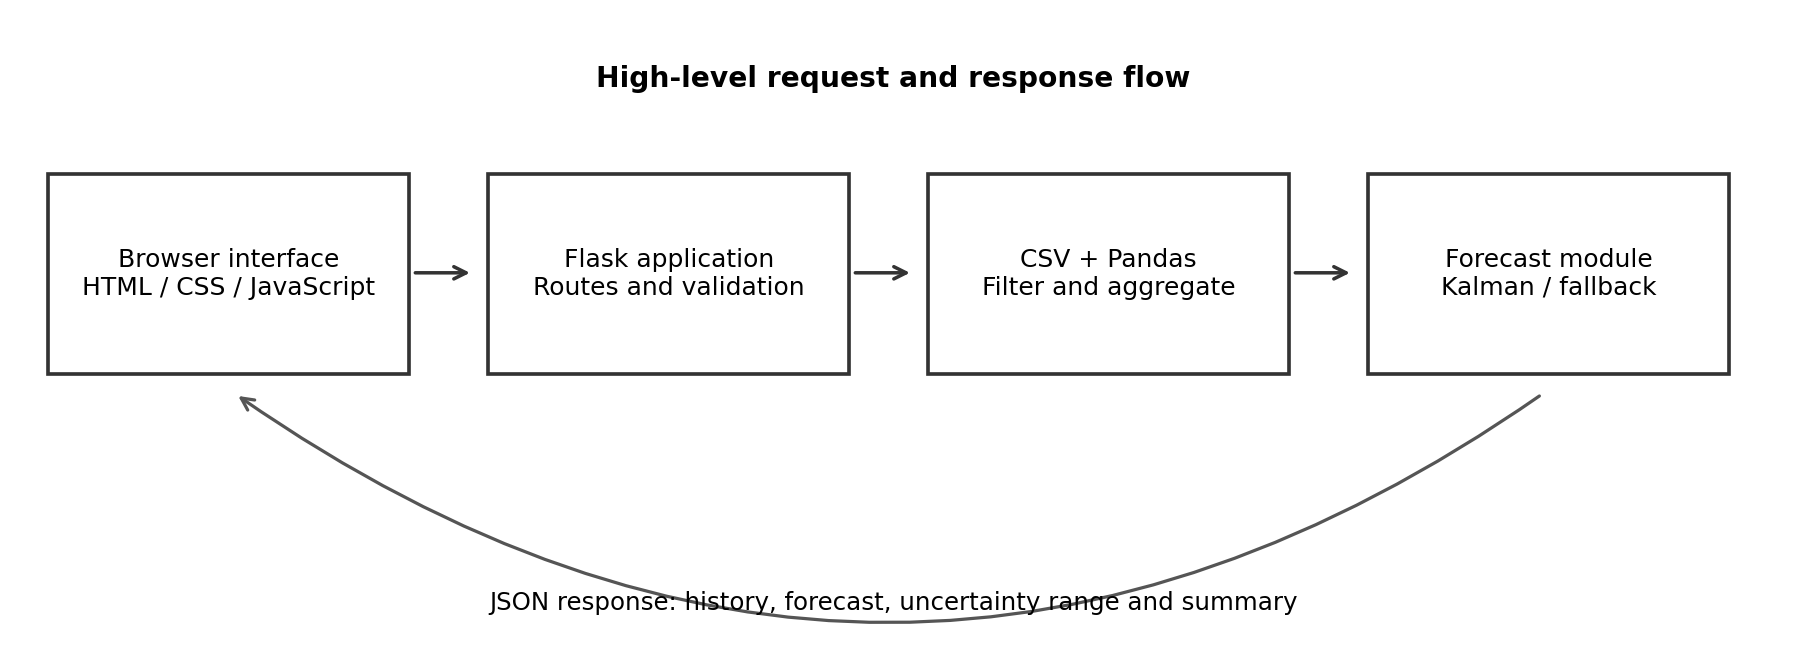 High-level request and response flow
Browser interface
HTML / CSS / JavaScript
Flask application
Routes and validation
CSV + Pandas
Filter and aggregate
Forecast module
Kalman / fallback
JSON response: history, forecast, uncertainty range and summary